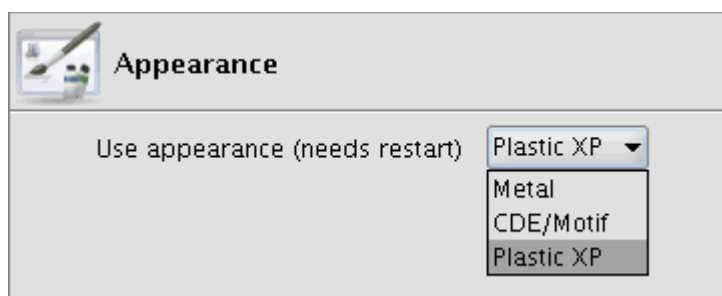 Appearance
Use appearance (needs restart) Plastic XP
Metal
CDE/Motif
Plastic XP